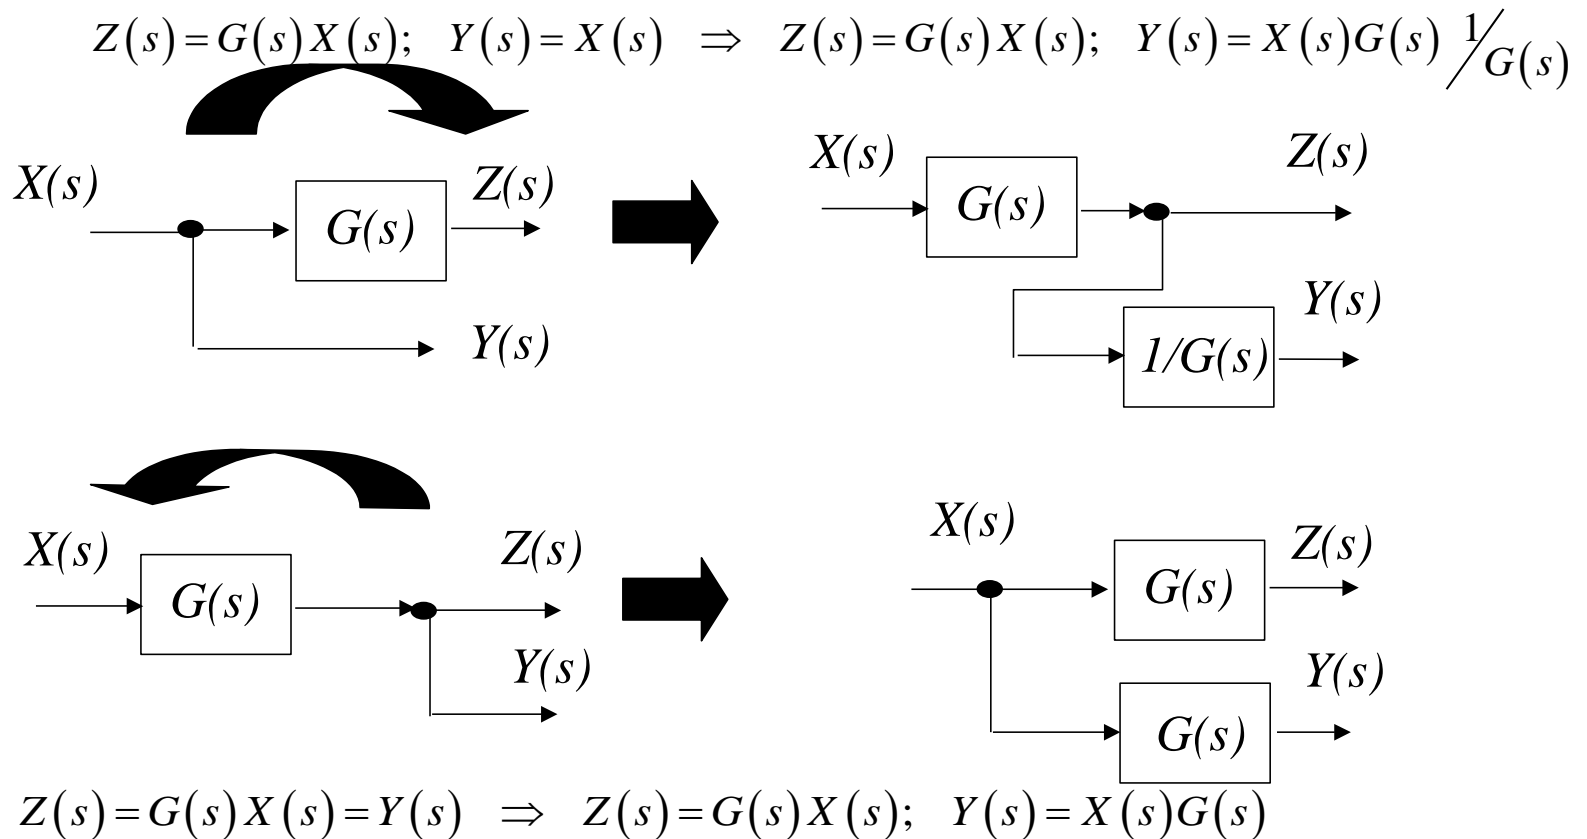 Z(s)=G(s)X(s); Y(s)=X(s) ⇒ Z(s)=G(s)X(s); Y(s)=X(s)G(s) 1/G(s)
X(s)
G(s)
Z(s)
Y(s)
X(s)
G(s)
Z(s)
Y(s)
1/G(s)
X(s)
G(s)
Z(s)
Y(s)
X(s)
G(s)
Z(s)
Y(s)
G(s)
Z(s)=G(s)X(s)=Y(s) ⇒ Z(s)=G(s)X(s); Y(s)=X(s)G(s)